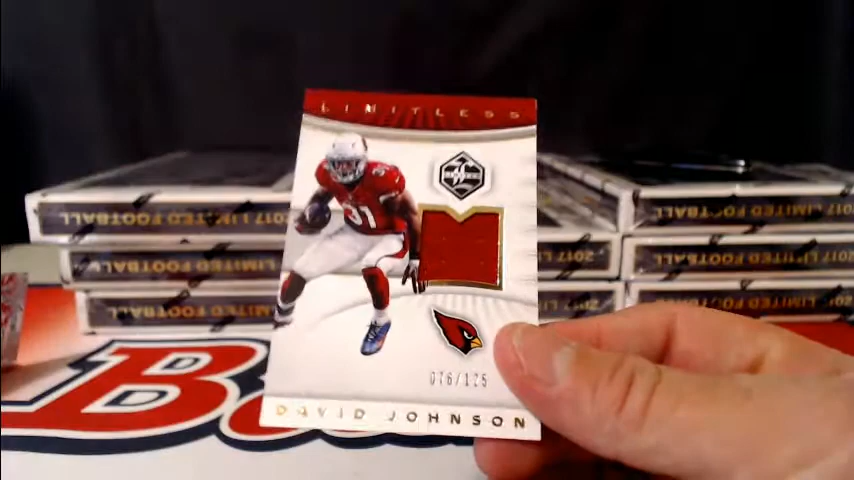 LIMITLESS
31
LIMITED
076/125
DAVID JOHNSON
2017 LIMITED FOOTBALL
2017 LIMITED FOOTBALL
2017 LIMITED FOOTBALL
2017 LIMITED
2017 LIMITED FOOTBALL
LIMITED FOOTBALL
LIMITED FOOTBALL
B